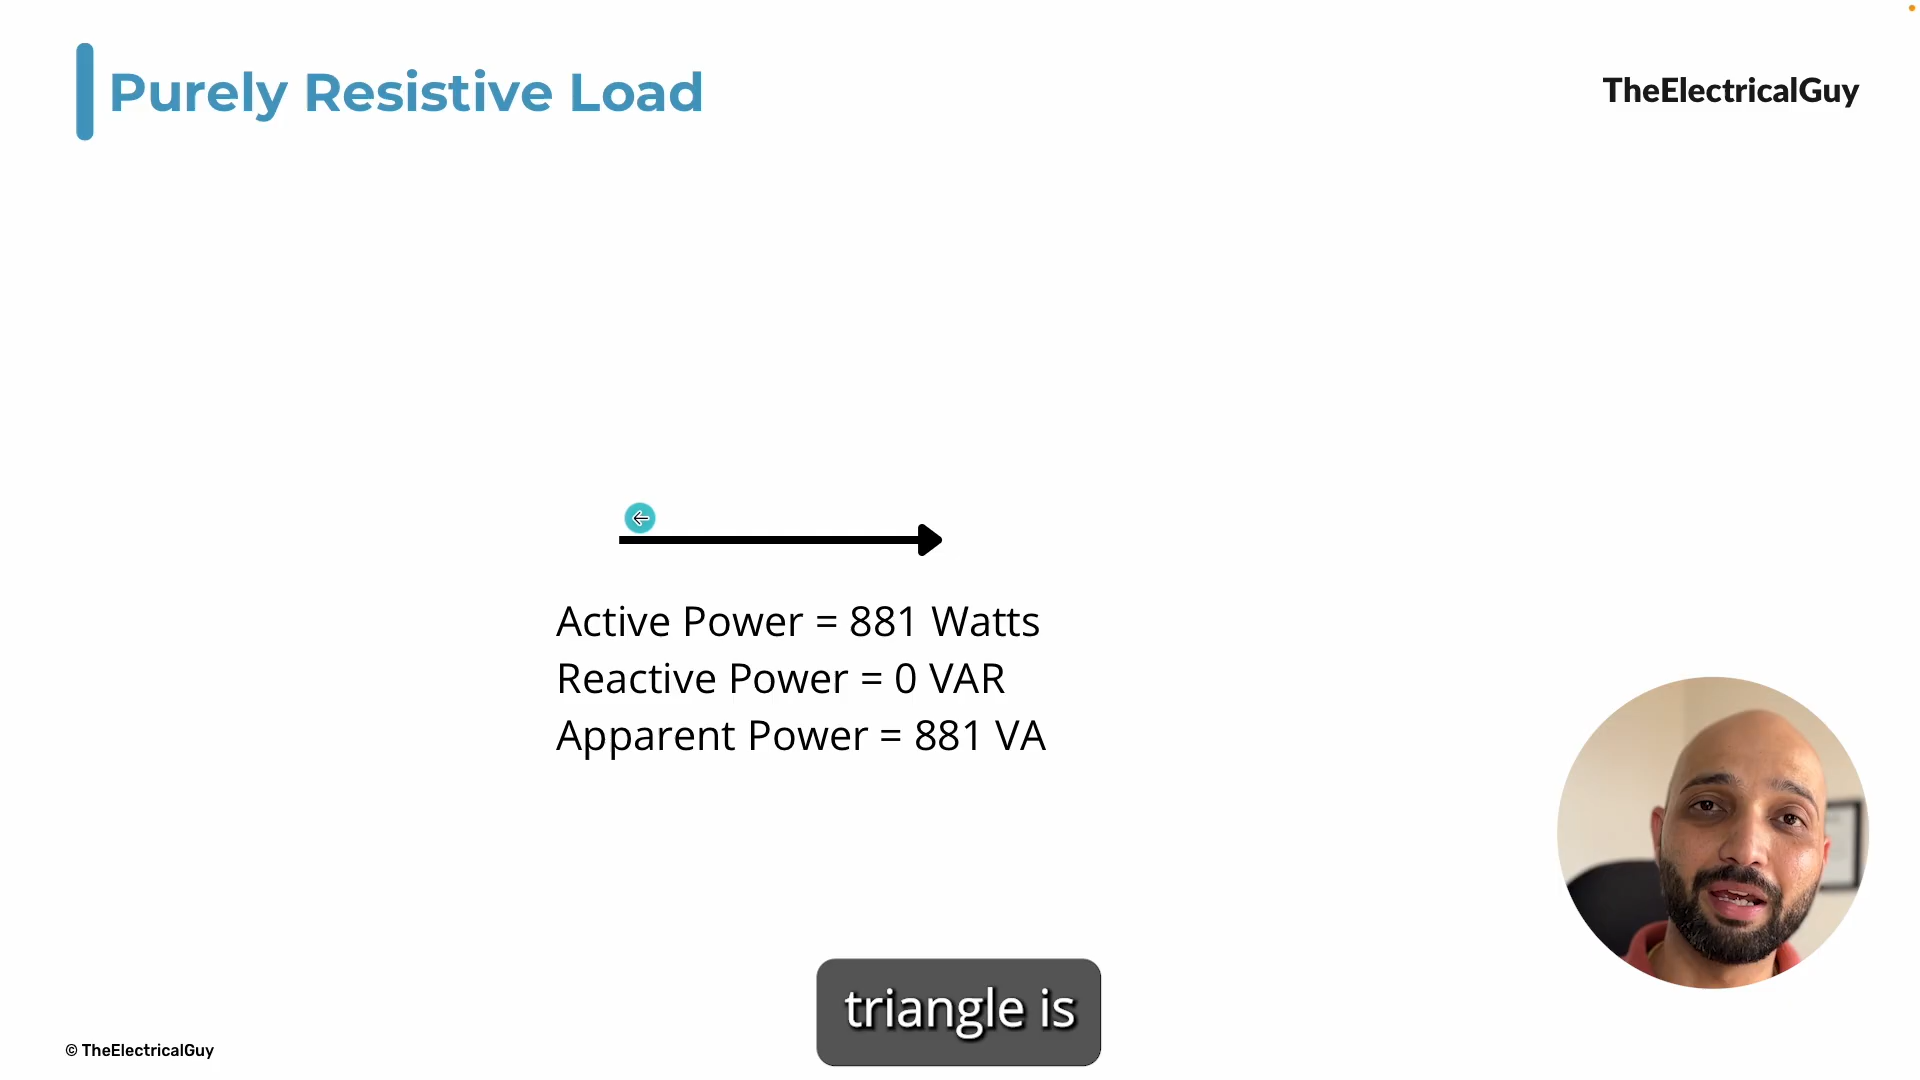 Purely Resistive Load
TheElectricalGuy
Active Power = 881 Watts
Reactive Power = 0 VAR
Apparent Power = 881 VA
triangle is
© TheElectricalGuy